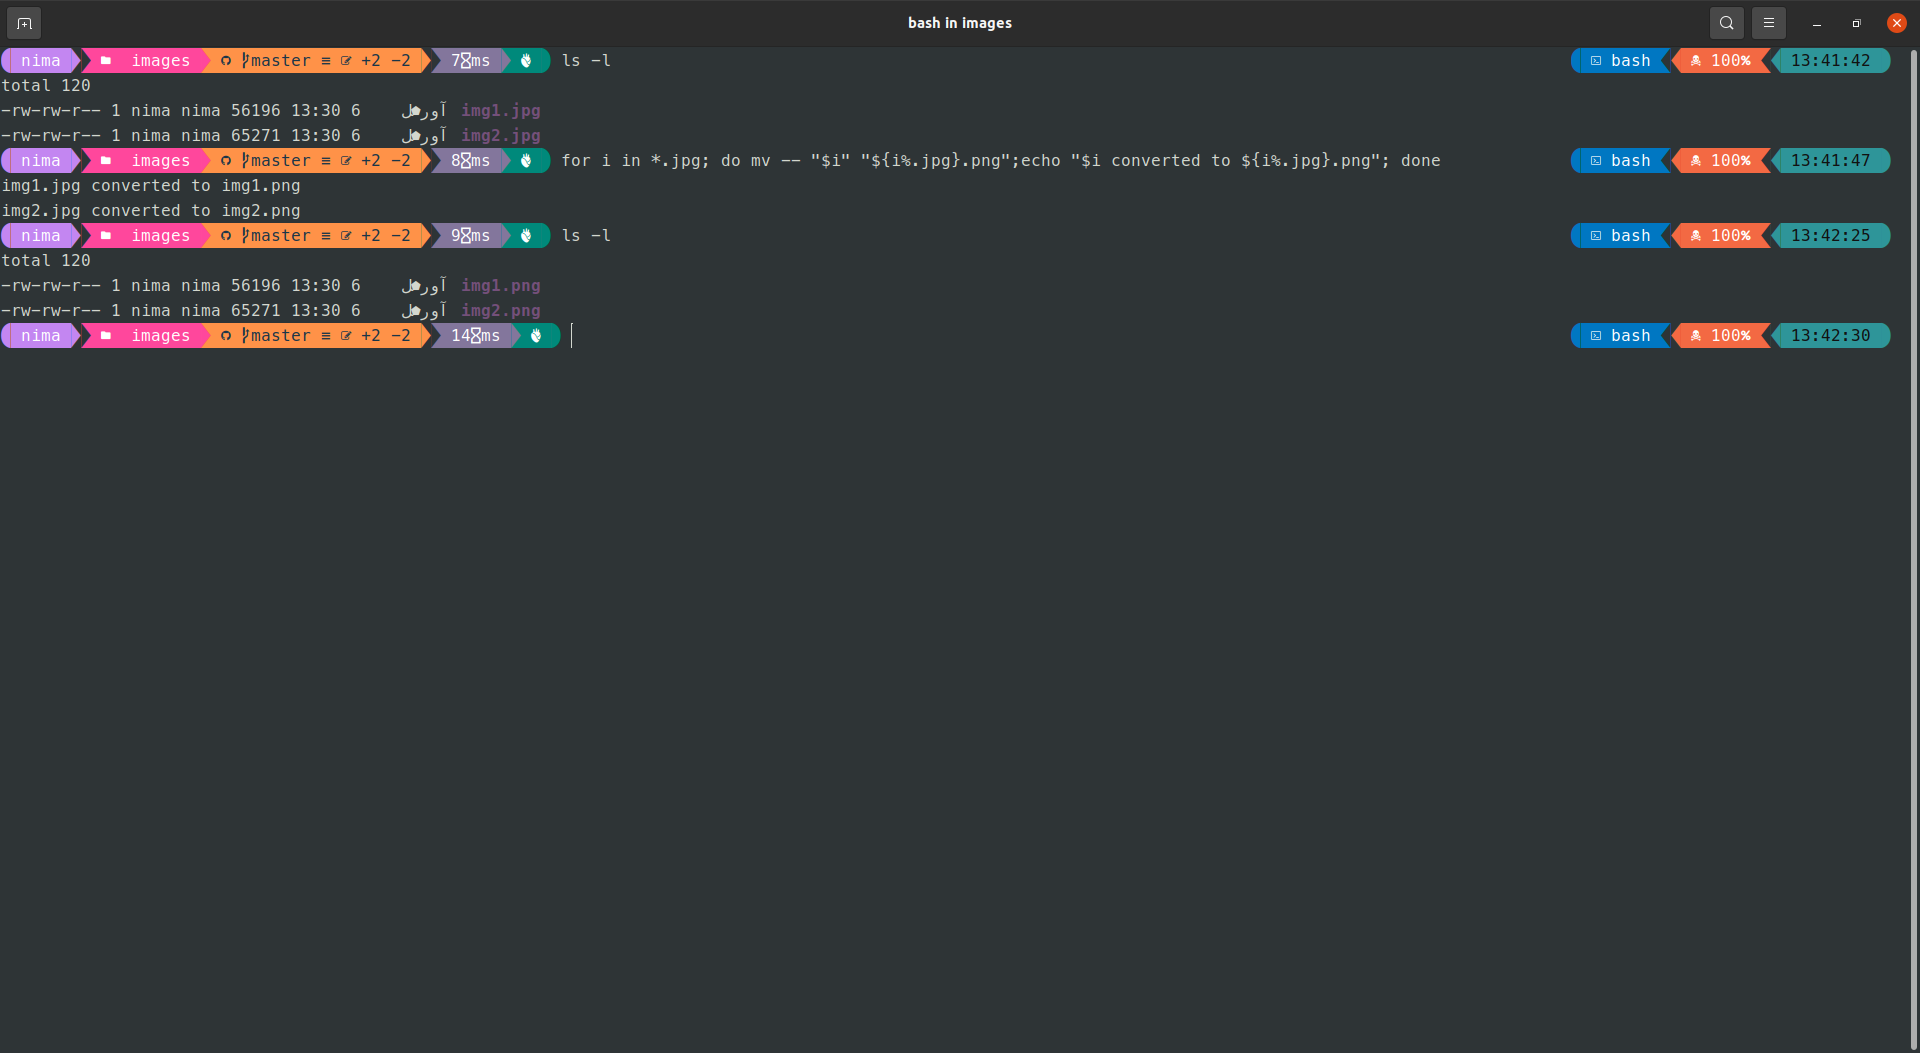 bash in images
nima images master ≡ +2 -2 7ms ls -l bash 100% 13:41:42
total 120
-rw-rw-r-- 1 nima nima 56196 13:30 6 آوریل img1.jpg
-rw-rw-r-- 1 nima nima 65271 13:30 6 آوریل img2.jpg
nima images master ≡ +2 -2 8ms for i in *.jpg; do mv -- "$i" "${i%.jpg}.png";echo "$i converted to ${i%.jpg}.png"; done bash 100% 13:41:47
img1.jpg converted to img1.png
img2.jpg converted to img2.png
nima images master ≡ +2 -2 9ms ls -l bash 100% 13:42:25
total 120
-rw-rw-r-- 1 nima nima 56196 13:30 6 آوریل img1.png
-rw-rw-r-- 1 nima nima 65271 13:30 6 آوریل img2.png
nima images master ≡ +2 -2 14ms bash 100% 13:42:30